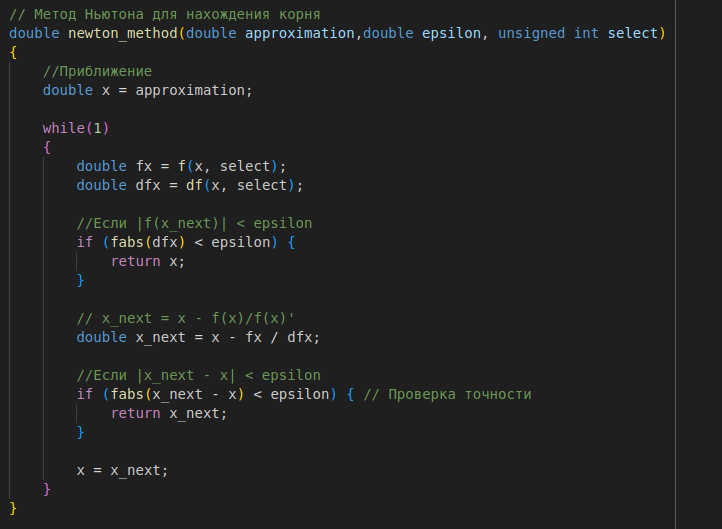 // Метод Ньютона для нахождения корня
double newton_method(double approximation,double epsilon, unsigned int select)
{
    //Приближение
    double x = approximation;
    while(1)
    {
        double fx = f(x, select);
        double dfx = df(x, select);
        //Если |f(x_next)| < epsilon
        if (fabs(dfx) < epsilon) {
            return x;
        }
        // x_next = x - f(x)/f(x)'
        double x_next = x - fx / dfx;
        //Если |x_next - x| < epsilon
        if (fabs(x_next - x) < epsilon) { // Проверка точности
            return x_next;
        }
        x = x_next;
    }
}